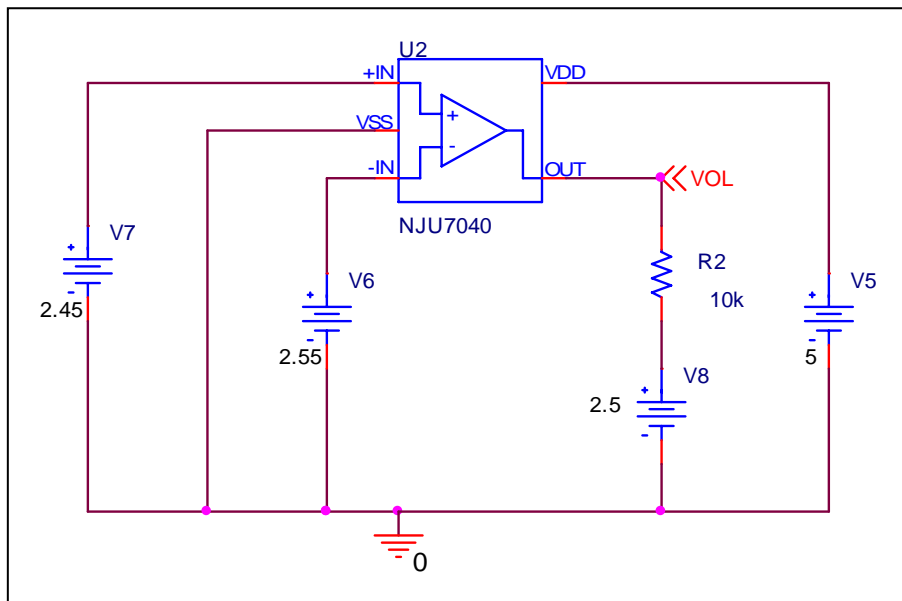 U2
+IN
VDD
VSS
+
-
-IN
OUT
VOL
NJU7040
V7
+
-
2.45
V6
+
-
2.55
R2
10k
V5
+
-
5
V8
+
-
2.5
0